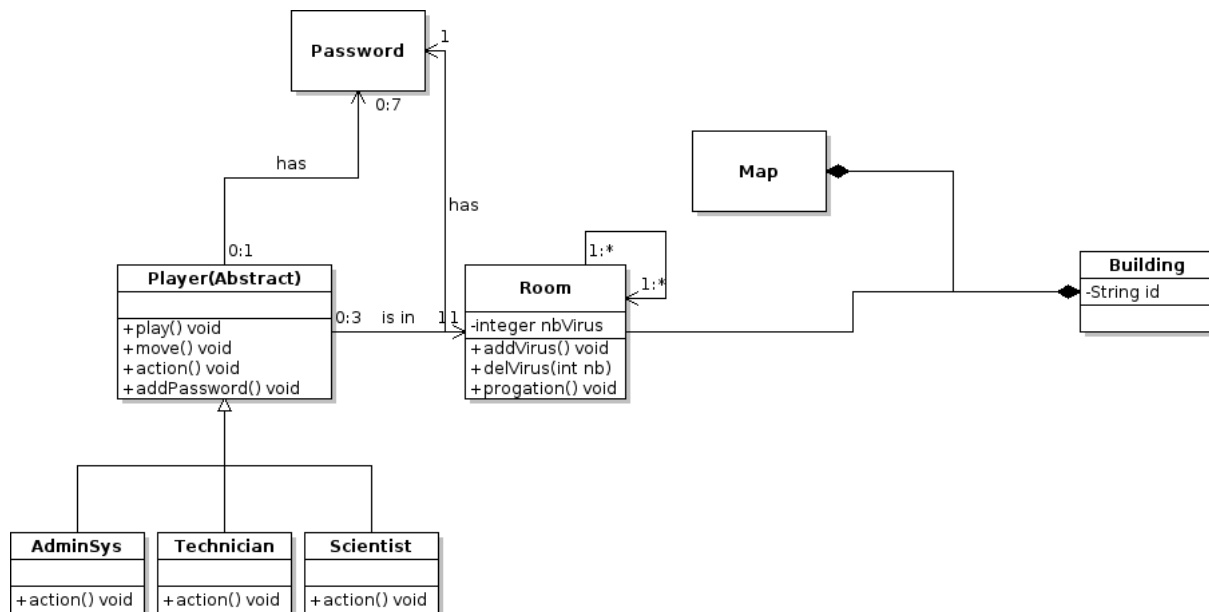 Password
1
0:7
has
has
Map
0:1
Player(Abstract)
+play() void
+move() void
+action() void
+addPassword() void
0:3 is in 11
1:*
1:*
Room
-integer nbVirus
+addVirus() void
+delVirus(int nb)
+progation() void
Building
-String id
AdminSys
+action() void
Technician
+action() void
Scientist
+action() void